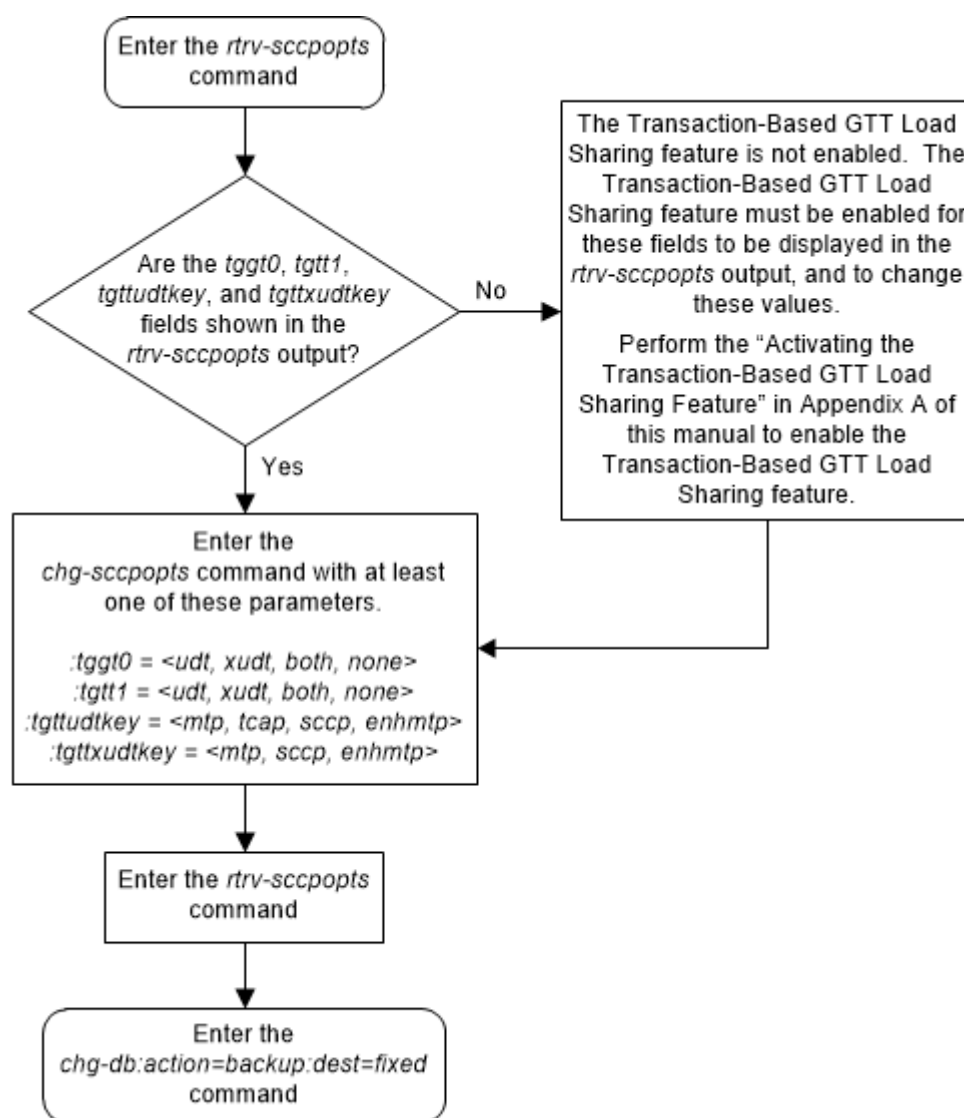 Enter the rtrv-sccpopts
command
Are the tggt0, tgtt1,
tgttudtkey, and tgttxudtkey
fields shown in the
rtrv-sccpopts output?
No
The Transaction-Based GTT Load
Sharing feature is not enabled. The
Transaction-Based GTT Load
Sharing feature must be enabled for
these fields to be displayed in the
rtrv-sccpopts output, and to change
these values.
Perform the “Activating the
Transaction-Based GTT Load
Sharing Feature” in Appendix A of
this manual to enable the
Transaction-Based GTT Load
Sharing feature.
Yes
Enter the
chg-sccpopts command with at least
one of these parameters.
:tggt0 = <udt, xudt, both, none>
:tgtt1 = <udt, xudt, both, none>
:tgttudtkey = <mtp, tcap, sccp, enhmtp>
:tgttxudtkey = <mtp, sccp, enhmtp>
Enter the rtrv-sccpopts
command
Enter the
chg-db:action=backup:dest=fixed
command